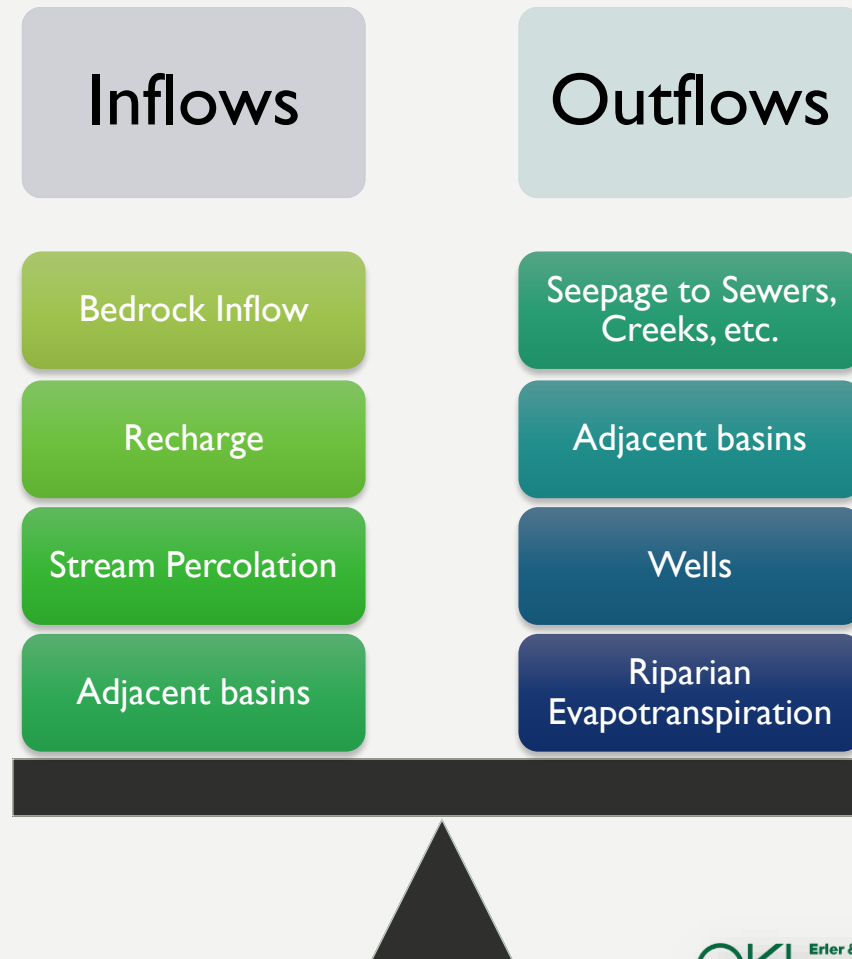 Inflows
Outflows
Bedrock Inflow
Recharge
Stream Percolation
Adjacent basins
Seepage to Sewers,
Creeks, etc.
Adjacent basins
Wells
Riparian
Evapotranspiration
Erler &